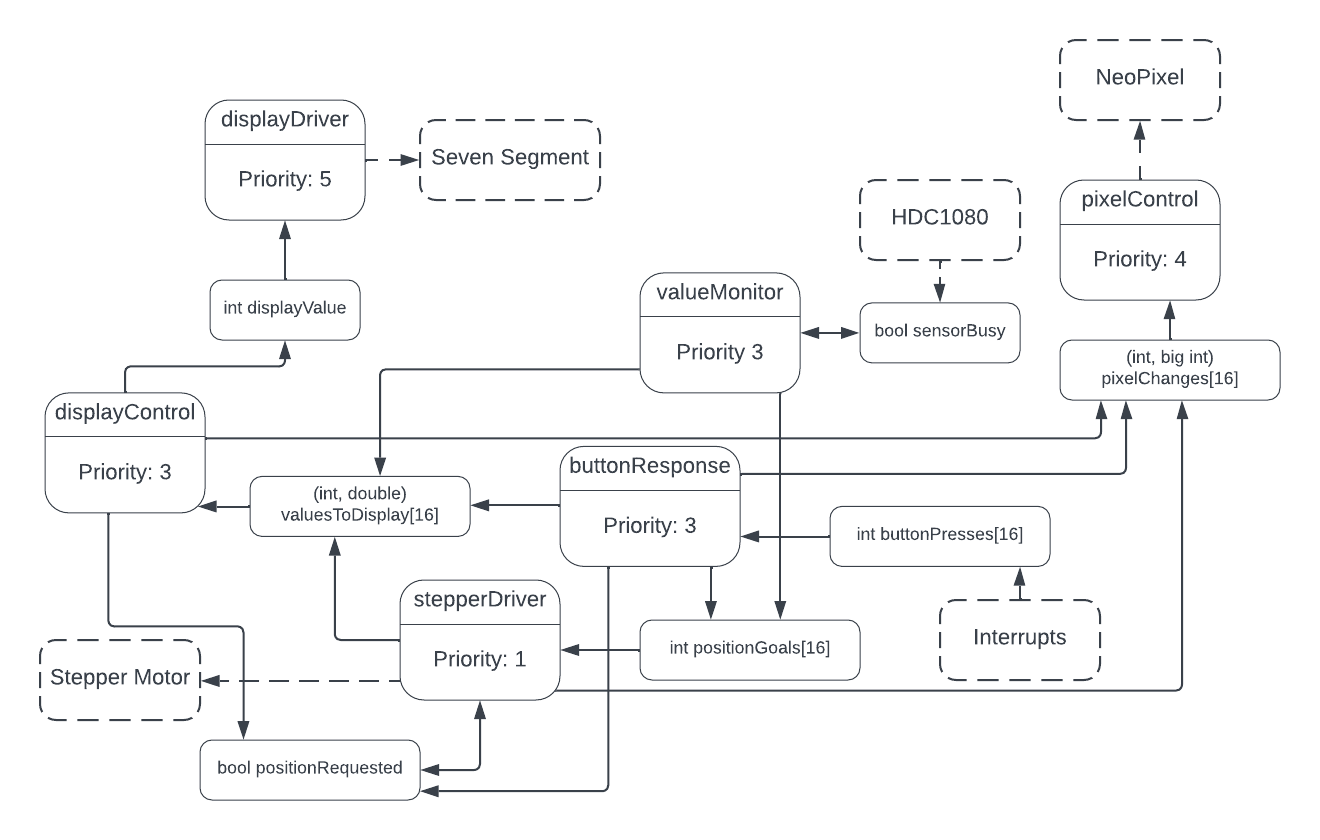 NeoPixel
displayDriver
Priority: 5
Seven Segment
pixelControl
Priority: 4
HDC1080
int displayValue
valueMonitor
Priority 3
bool sensorBusy
(int, big int)
pixelChanges[16]
displayControl
Priority: 3
(int, double)
valuesToDisplay[16]
buttonResponse
Priority: 3
int buttonPresses[16]
stepperDriver
Priority: 1
int positionGoals[16]
Interrupts
Stepper Motor
bool positionRequested